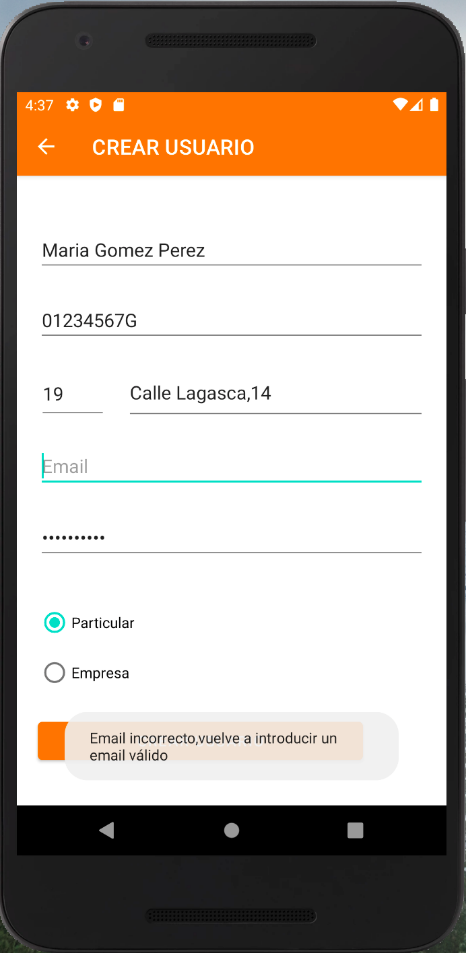 4:37
CREAR USUARIO
Maria Gomez Perez
01234567G
19 Calle Lagasca,14
Email
••••••••••
Particular
Empresa
Email incorrecto,vuelve a introducir un
email válido